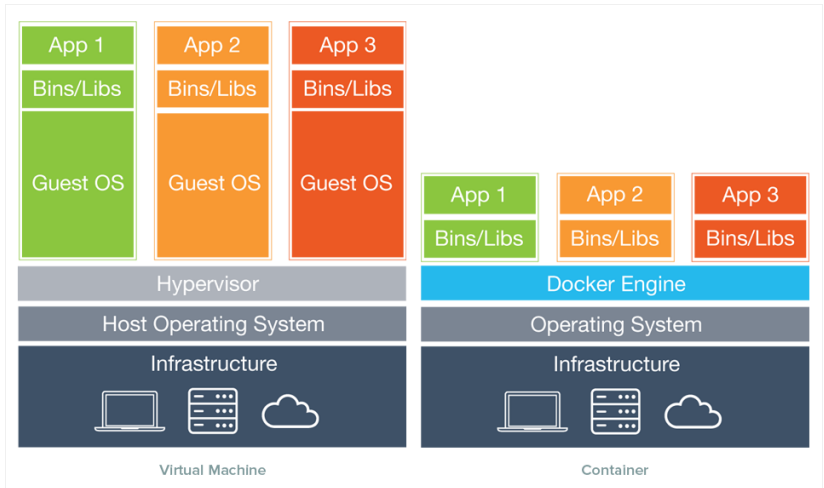 App 1
App 2
App 3
Bins/Libs
Bins/Libs
Bins/Libs
Guest OS
Guest OS
Guest OS
Hypervisor
Host Operating System
Infrastructure
Virtual Machine
App 1
App 2
App 3
Bins/Libs
Bins/Libs
Bins/Libs
Docker Engine
Operating System
Infrastructure
Container